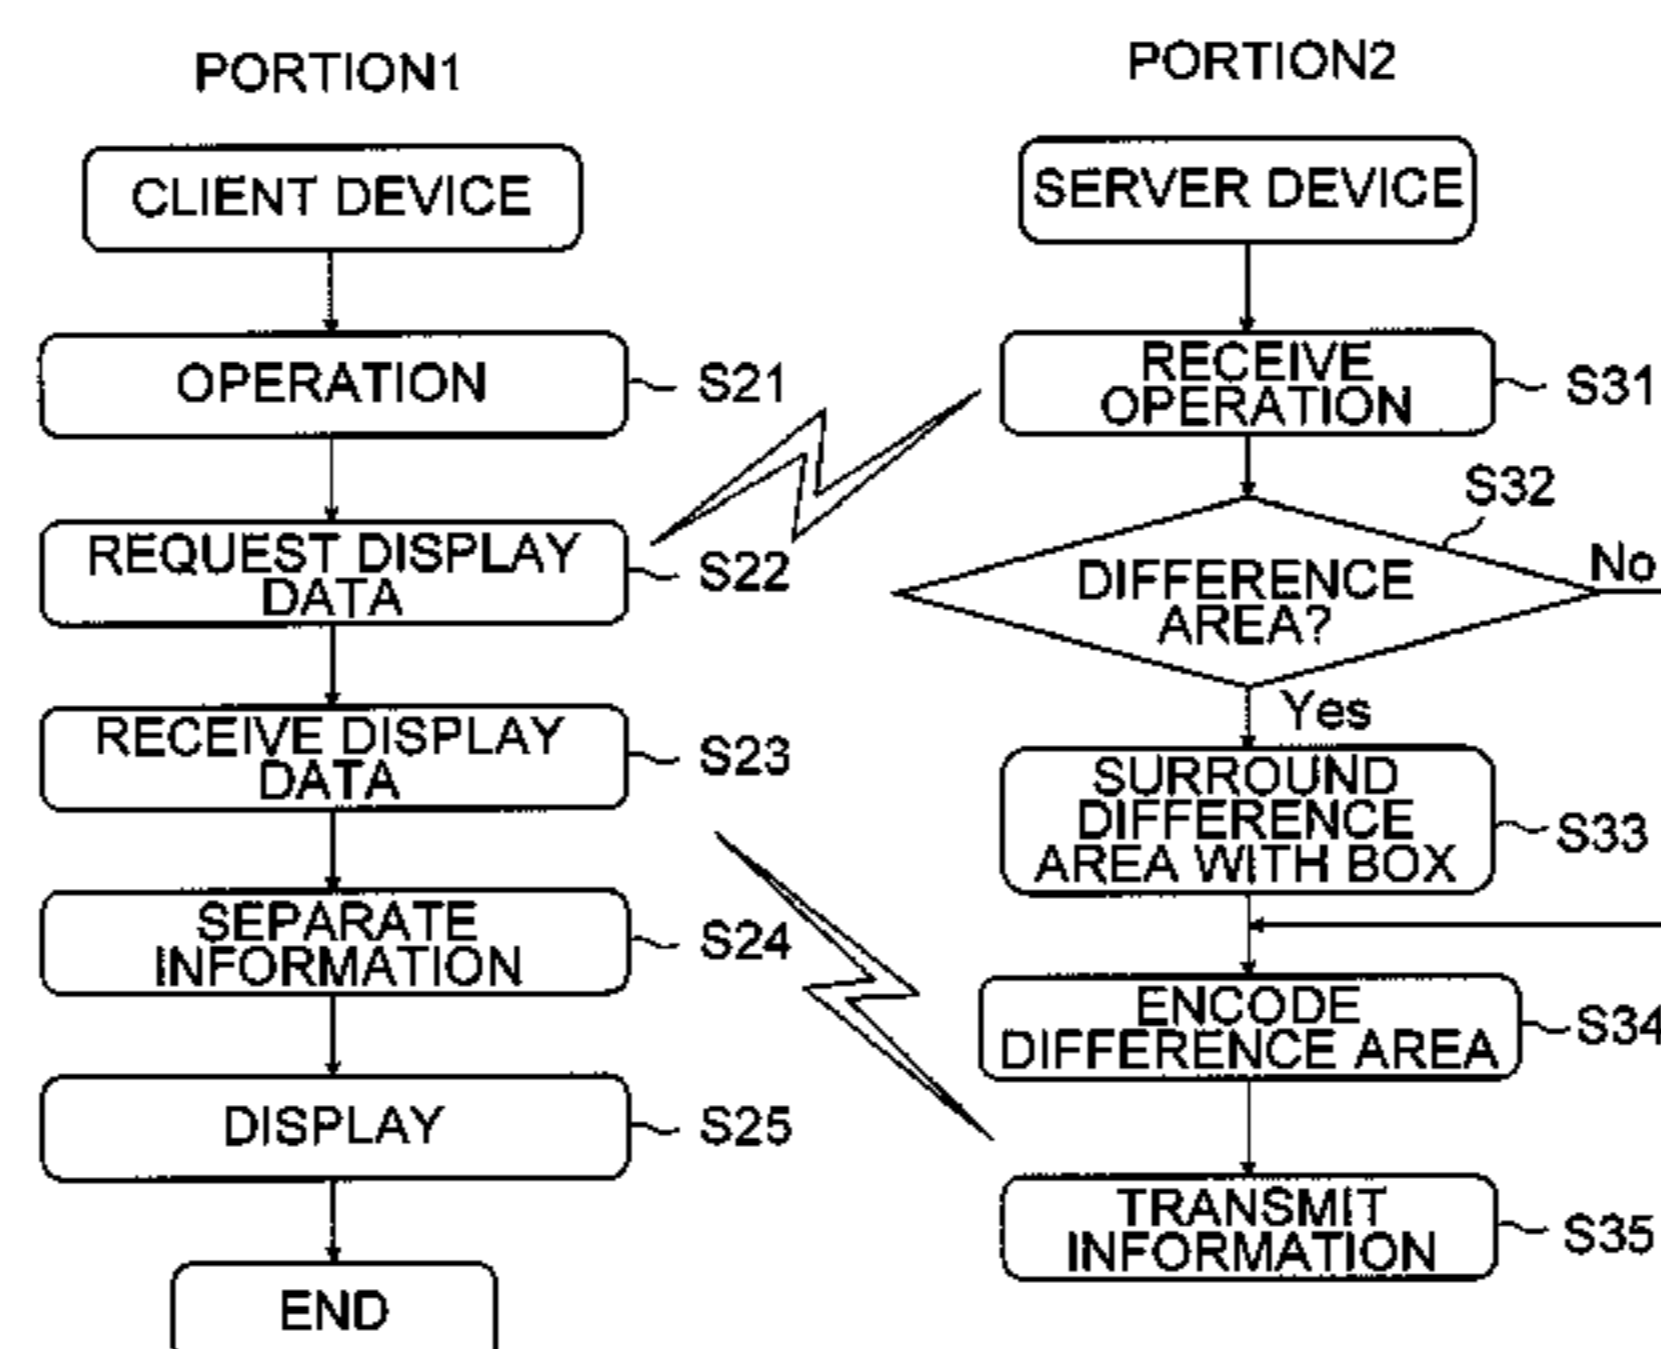 PORTION1
CLIENT DEVICE
OPERATION
S21
REQUEST DISPLAY
DATA
S22
RECEIVE DISPLAY
DATA
S23
SEPARATE
INFORMATION
S24
DISPLAY
S25
END
PORTION2
SERVER DEVICE
RECEIVE
OPERATION
S31
S32
DIFFERENCE
AREA?
No
Yes
SURROUND
DIFFERENCE
AREA WITH BOX
S33
ENCODE
DIFFERENCE AREA
S34
TRANSMIT
INFORMATION
S35